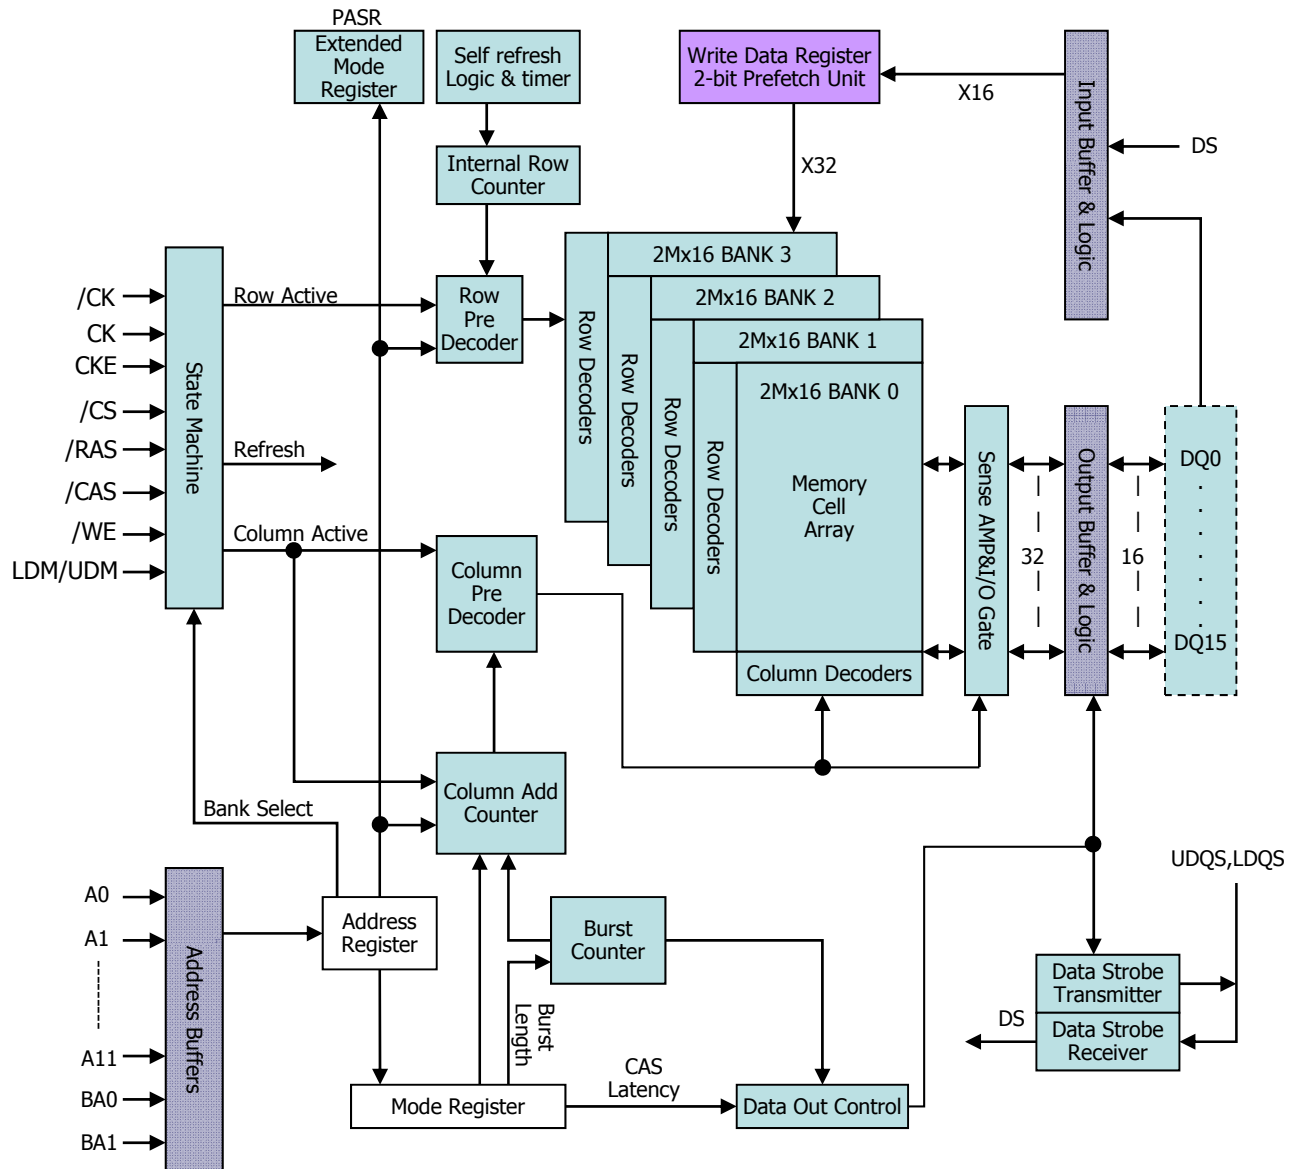 PASR
Extended
Mode
Register
Self refresh
Logic & timer
Write Data Register
2-bit Prefetch Unit
X16
Input Buffer & Logic
DS
Internal Row
Counter
X32
2Mx16 BANK 3
2Mx16 BANK 2
2Mx16 BANK 1
2Mx16 BANK 0
Row Decoders
Row Decoders
Row Decoders
Row Decoders
Memory
Cell
Array
Column Decoders
/CK
CK
CKE
/CS
/RAS
/CAS
/WE
LDM/UDM
State Machine
Row Active
Refresh
Column Active
Row
Pre
Decoder
Column
Pre
Decoder
Sense AMP&I/O Gate
32
Output Buffer & Logic
16
DQ0
DQ15
Bank Select
Column Add
Counter
A0
A1
A11
BA0
BA1
Address Buffers
Address
Register
Burst
Counter
Burst
Length
Mode Register
CAS
Latency
Data Out Control
UDQS,LDQS
Data Strobe
Transmitter
DS
Data Strobe
Receiver